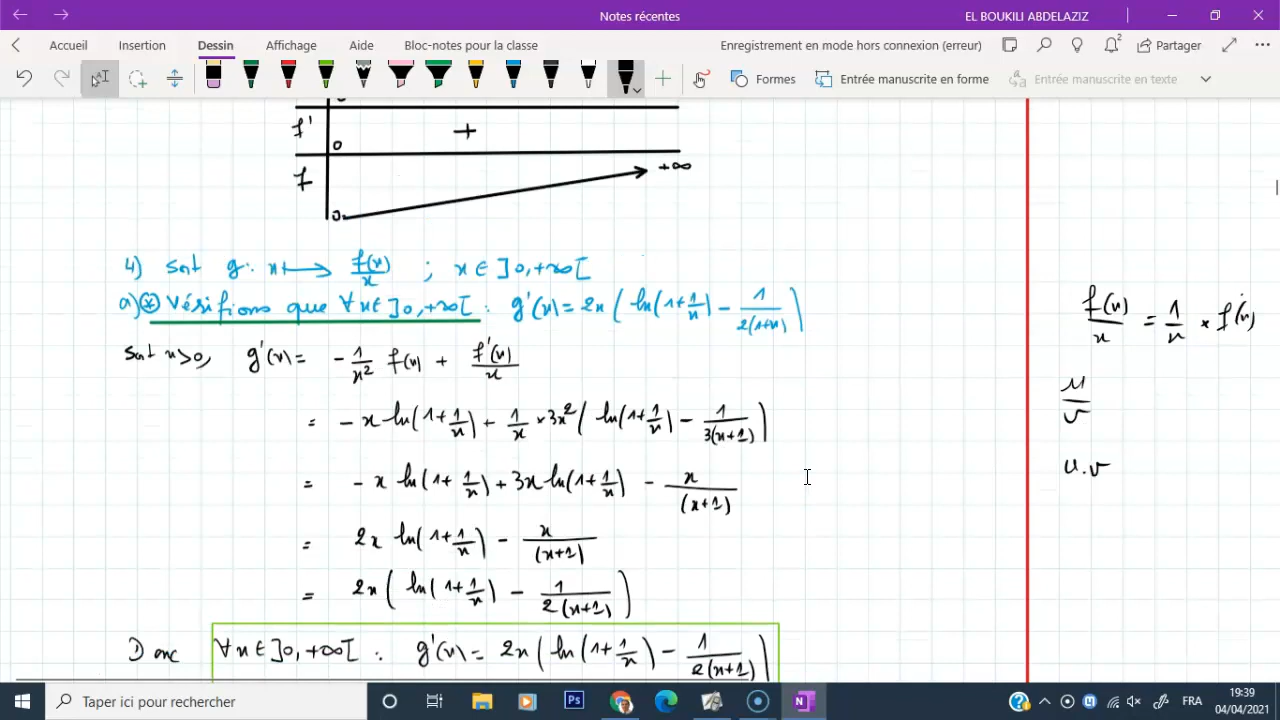 Notes récentes
EL BOUKILI ABDELAZIZ
Accueil Insertion Dessin Affichage Aide Bloc-notes pour la classe Enregistrement en mode hors connexion (erreur) Partager
Formes Entrée manuscrite en forme Entrée manuscrite en texte
f' 0 +
f 0 +∞
4) Soit g: x ⟼ f(x)/x ; x ∈ ]0,+∞[
a) ⊛ Vérifions que ∀x∈ ]0,+∞[ : g'(x) = 2x ( ln(1+1/x) - 1/2(1+x) )
Soit x>0, g'(x) = - 1/x² f(x) + f'(x)/x
= - x ln(1+1/x) + 1/x × 3x² ( ln(1+1/x) - 1/3(x+1) )
= - x ln(1+1/x) + 3x ln(1+1/x) - x/(x+1)
= 2x ln(1+1/x) - x/(x+1)
= 2x ( ln(1+1/x) - 1/2(x+1) )
Donc ∀x∈ ]0,+∞[ : g'(x) = 2x ( ln(1+1/x) - 1/2(x+1) )
f(x)/x = 1/x × f(x)
u/v
u.v
Taper ici pour rechercher
FRA
19:39
04/04/2021